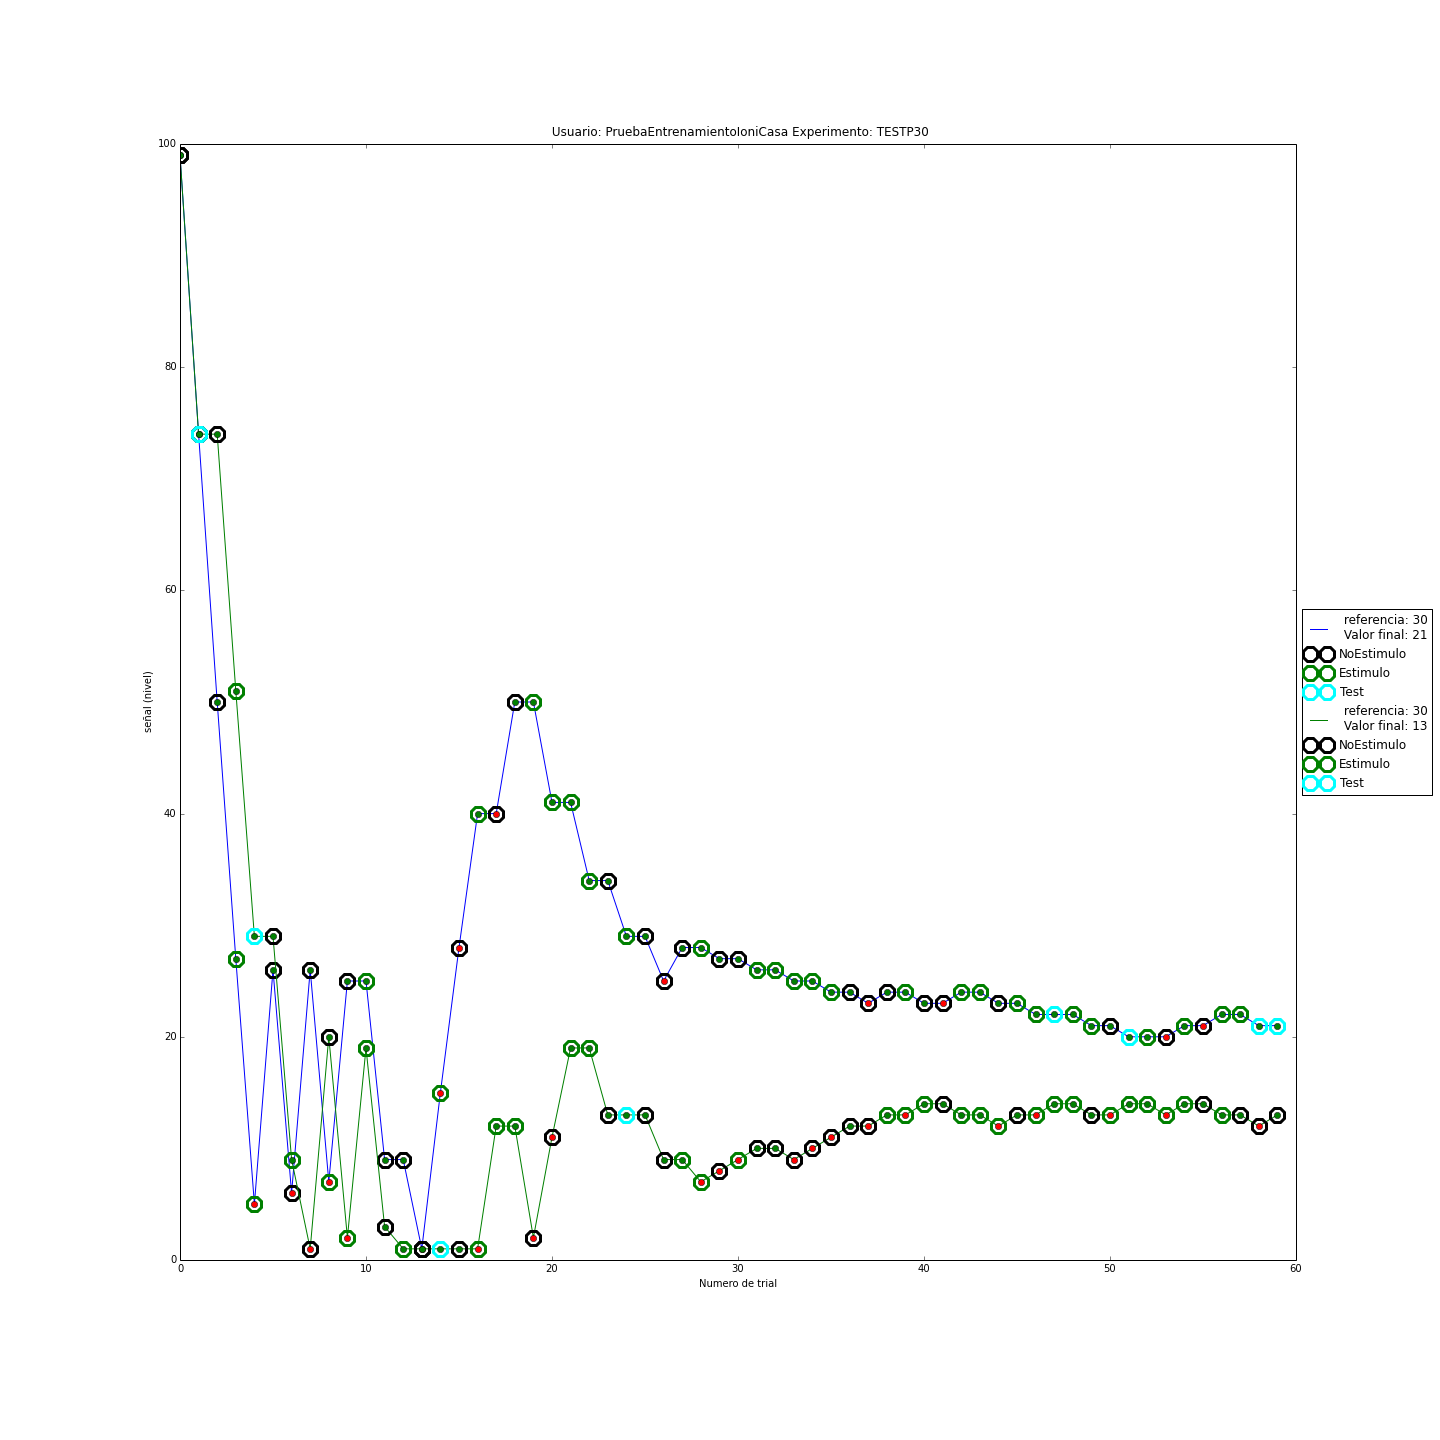 Usuario: PruebaEntrenamientoIoniCasa Experimento: TESTP30
100
80
60
40
20
0
señal (nivel)
0 10 20 30 40 50 60
Numero de trial
referencia: 30
Valor final: 21
NoEstimulo
Estimulo
Test
referencia: 30
Valor final: 13
NoEstimulo
Estimulo
Test